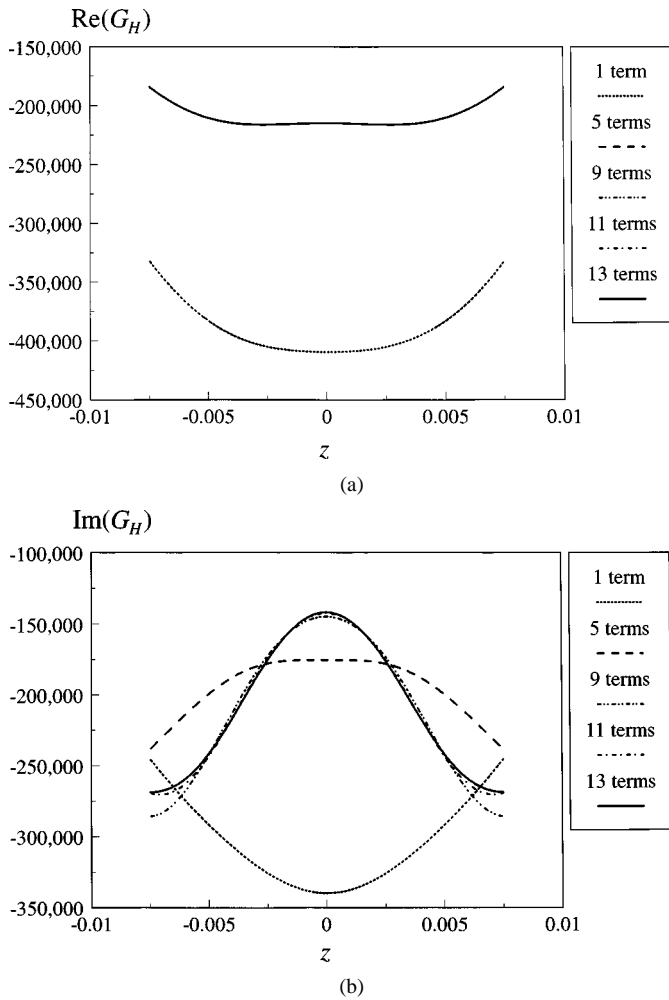 Re(G_H)
-150,000
-200,000
-250,000
-300,000
-350,000
-400,000
-450,000
-0.01
-0.005
0
0.005
0.01
z
1 term
5 terms
9 terms
11 terms
13 terms
(a)
Im(G_H)
-100,000
-150,000
-200,000
-250,000
-300,000
-350,000
-0.01
-0.005
0
0.005
0.01
z
1 term
5 terms
9 terms
11 terms
13 terms
(b)